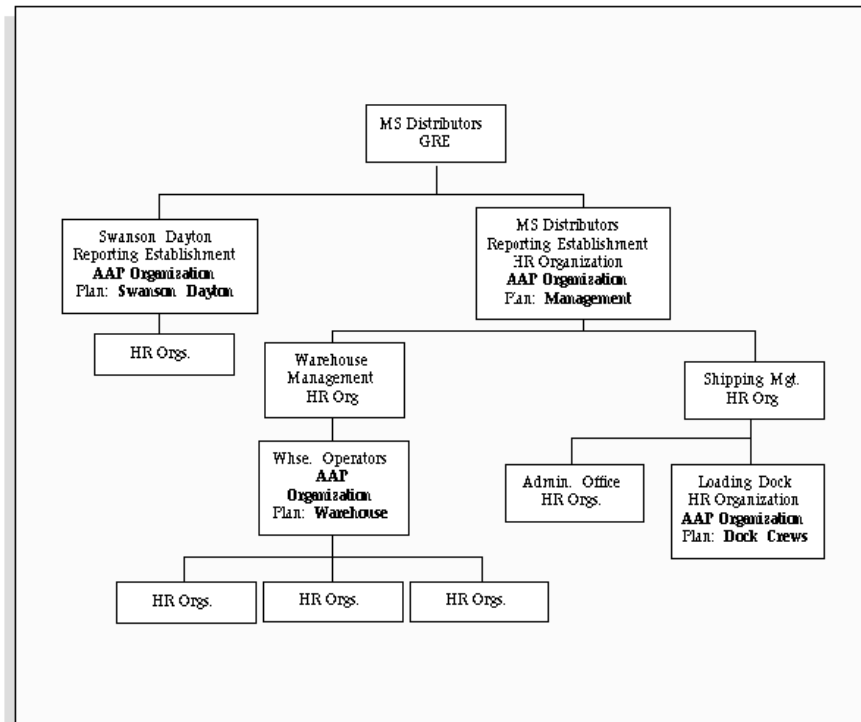 MS Distributors
GRE
Swanson Dayton
Reporting Establishment
AAP Organization
Plan: Swanson Dayton
MS Distributors
Reporting Establishment
HR Organization
AAP Organization
Plan: Management
HR Orgs.
Warehouse
Management
HR Org
Shipping Mgt.
HR Org
Whse. Operators
AAP
Organization
Plan: Warehouse
Admin. Office
HR Orgs.
Loading Dock
HR Organization
AAP Organization
Plan: Dock Crews
HR Orgs.
HR Orgs.
HR Orgs.